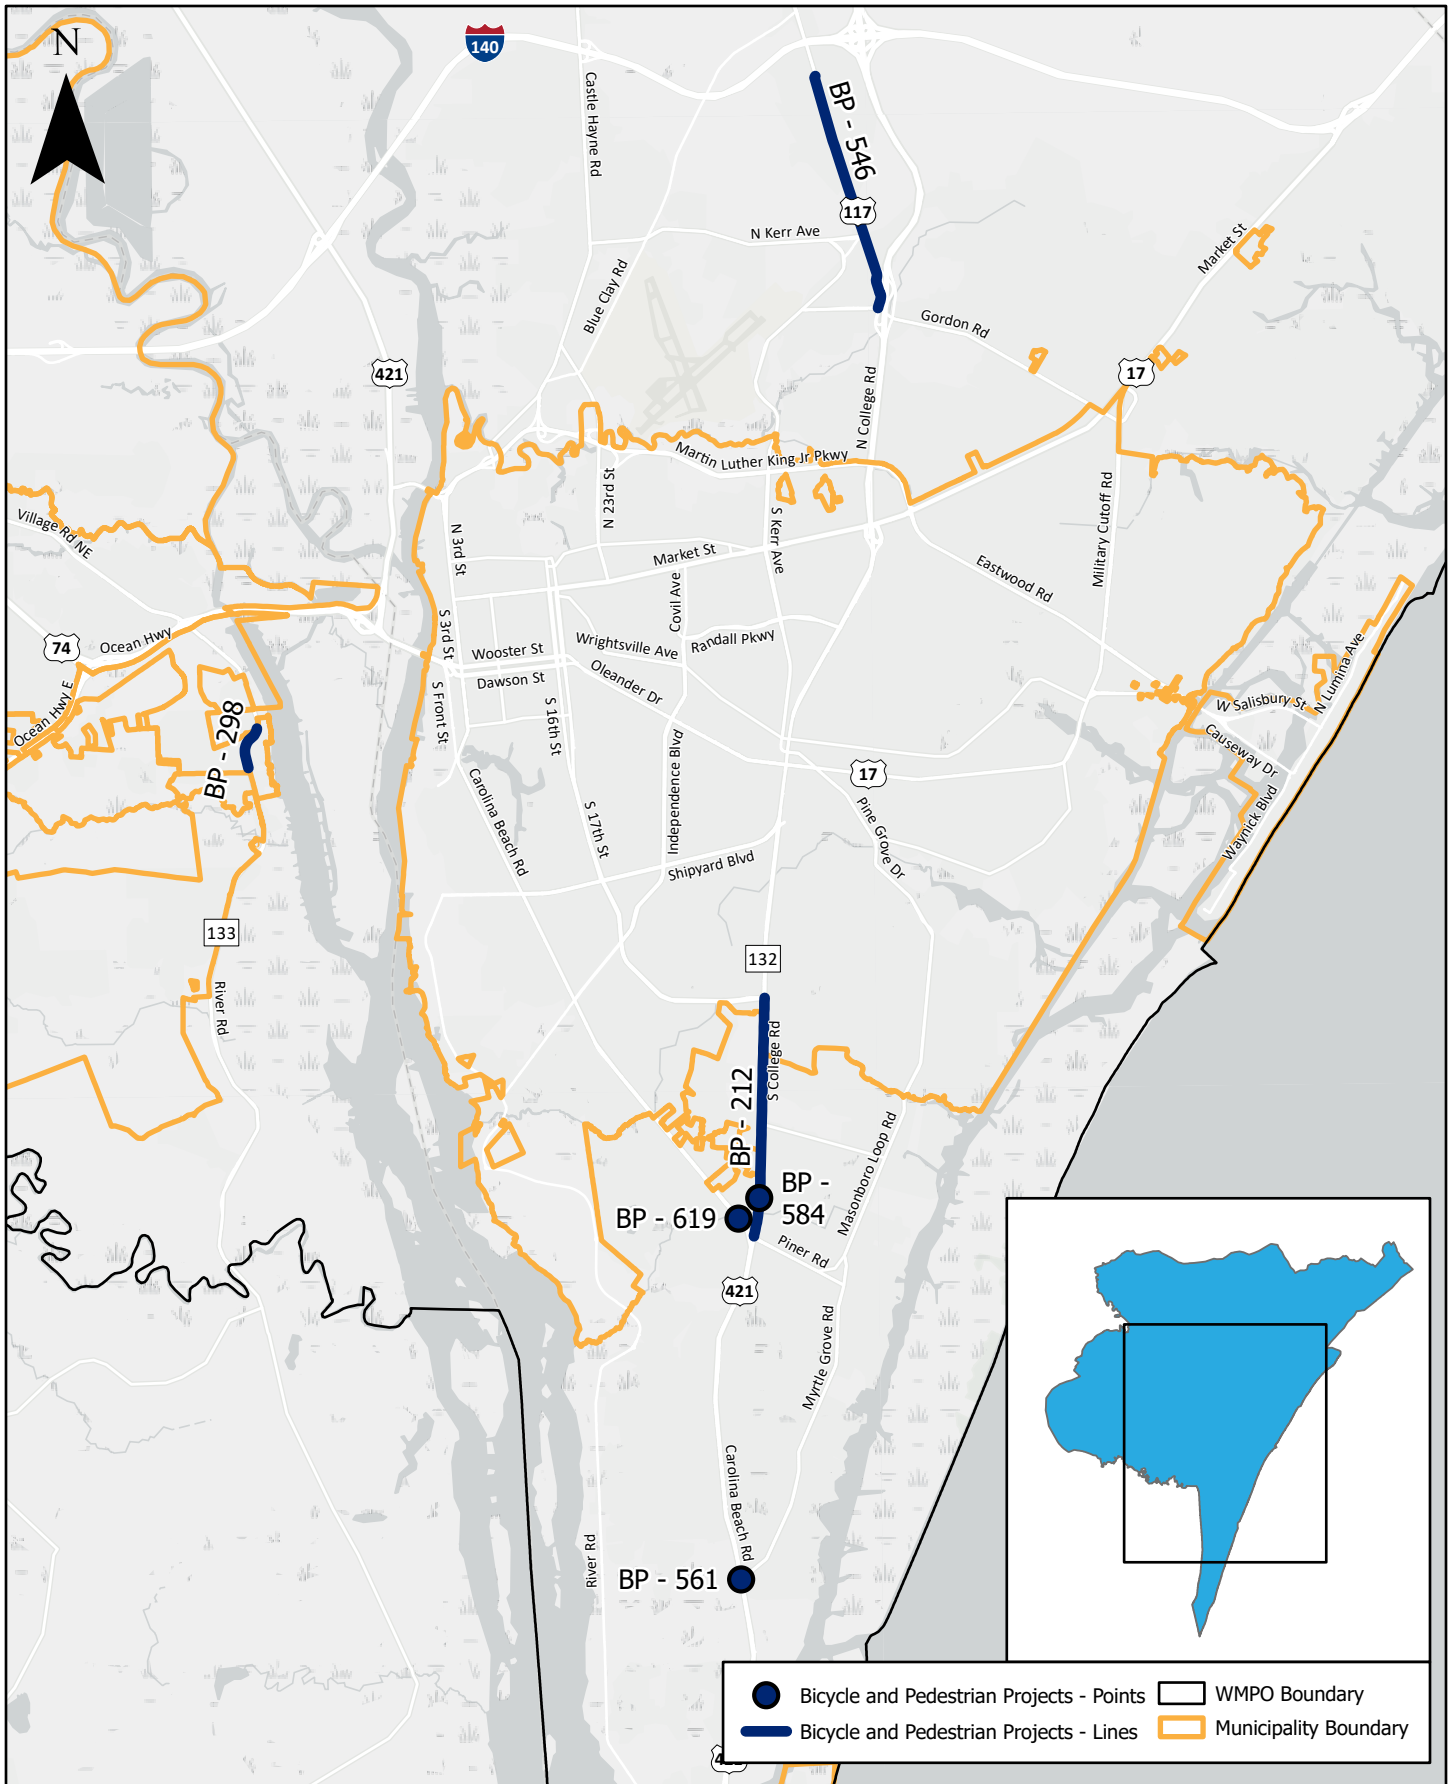 N
140
Castle Hayne Rd
BP - 546
117
N Kerr Ave
Market St
Blue Clay Rd
Gordon Rd
421
17
N College Rd
Martin Luther King Jr Pkwy
N 23rd St
Village Rd NE
N 3rd St
S Kerr Ave
Military Cutoff Rd
Market St
Eastwood Rd
Covil Ave
74
Ocean Hwy
S 3rd St
Wooster St
Wrightsville Ave
Randall Pkwy
Dawson St
Oleander Dr
N Lumina Ave
W Salisbury St
Ocean Hwy E
BP - 298
S Front St
S 16th St
Causeway Dr
Independence Blvd
17
Carolina Beach Rd
S 17th St
Pine Grove Dr
Waynick Blvd
Shipyard Blvd
133
132
River Rd
S College Rd
BP - 212
Masonboro Loop Rd
BP -
584
BP - 619
Piner Rd
421
Myrtle Grove Rd
Carolina Beach Rd
River Rd
BP - 561
Bicycle and Pedestrian Projects - Points
WMPO Boundary
Bicycle and Pedestrian Projects - Lines
Municipality Boundary